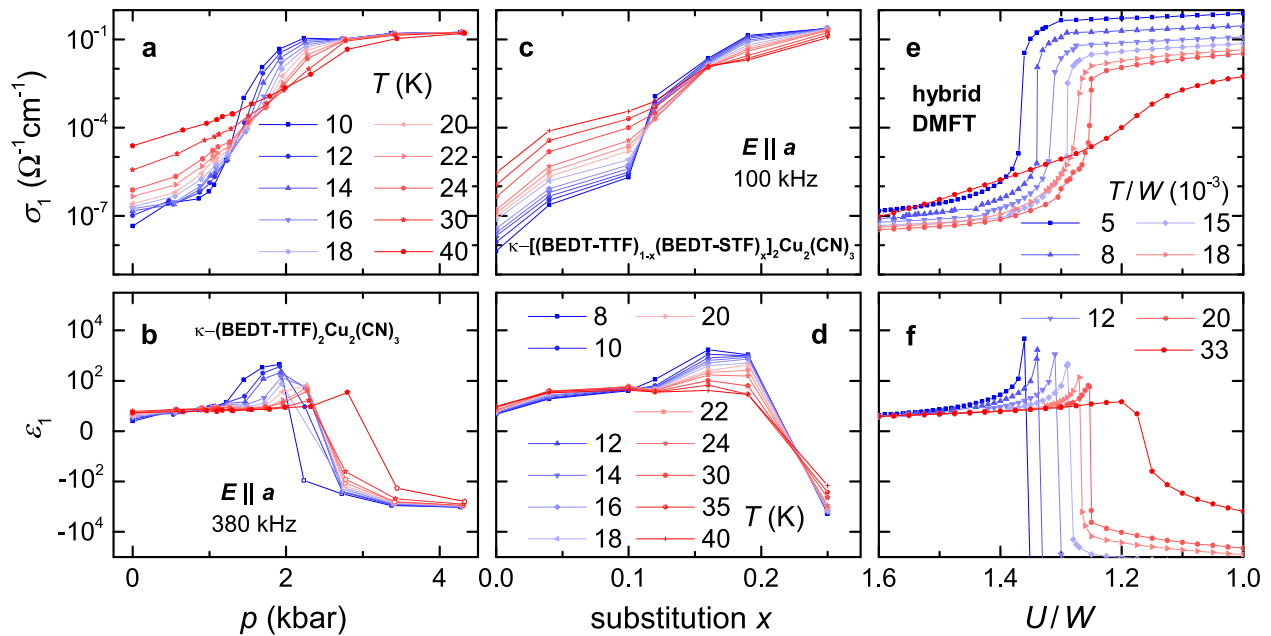 a
σ₁ (Ω⁻¹cm⁻¹)
10⁻¹
10⁻⁴
10⁻⁷
T (K)
10
12
14
16
18
20
22
24
30
40
c
E || a
100 kHz
κ–[(BEDT-TTF)₁₋ₓ(BEDT-STF)ₓ]₂Cu₂(CN)₃
e
hybrid
DMFT
T/W (10⁻³)
5
8
15
18
b
κ–(BEDT-TTF)₂Cu₂(CN)₃
ε₁
10⁴
10²
0
-10²
-10⁴
E || a
380 kHz
0
2
4
p (kbar)
d
8
10
12
14
16
18
20
22
24
30
35
40
T (K)
0.0
0.1
0.2
substitution x
f
12
20
33
1.6
1.4
1.2
1.0
U/W